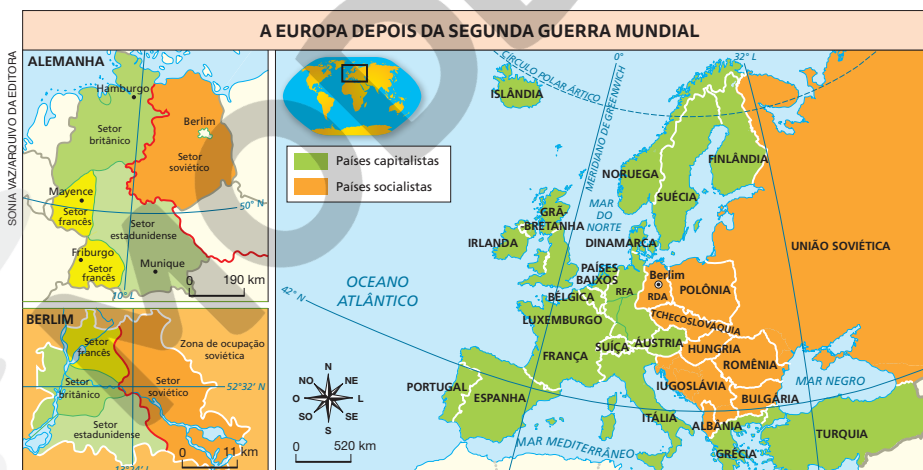 A EUROPA DEPOIS DA SEGUNDA GUERRA MUNDIAL
SONIA VAZ/ARQUIVO DA EDITORA
ALEMANHA
Hamburgo
Setor
britânico
Berlim
Setor
soviético
Mayence
Setor
francês
50° N
Setor
estadunidense
Friburgo
Setor
francês
Munique
10° L
0 190 km
BERLIM
Setor
francês
Zona de ocupação
soviética
Setor
britânico
Setor
soviético
52°32' N
Setor
estadunidense
0 11 km
13°24' L
Países capitalistas
Países socialistas
CÍRCULO POLAR ÁRTICO
0°
MERIDIANO DE GREENWICH
32° L
ISLÂNDIA
NORUEGA
FINLÂNDIA
SUÉCIA
MAR
DO
NORTE
GRÃ-
BRETANHA
IRLANDA
DINAMARCA
UNIÃO SOVIÉTICA
PAÍSES
BAIXOS
Berlim
RFA
RDA
POLÔNIA
OCEANO
ATLÂNTICO
42° N
BÉLGICA
LUXEMBURGO
TCHECOSLOVAQUIA
FRANÇA
SUÍÇA
ÁUSTRIA
HUNGRIA
ROMÊNIA
IUGOSLÁVIA
MAR NEGRO
BULGÁRIA
PORTUGAL
ESPANHA
ITÁLIA
ALBÂNIA
TURQUIA
GRÉCIA
MAR MEDITERRÂNEO
N
NO NE
O L
SO SE
S
0 520 km